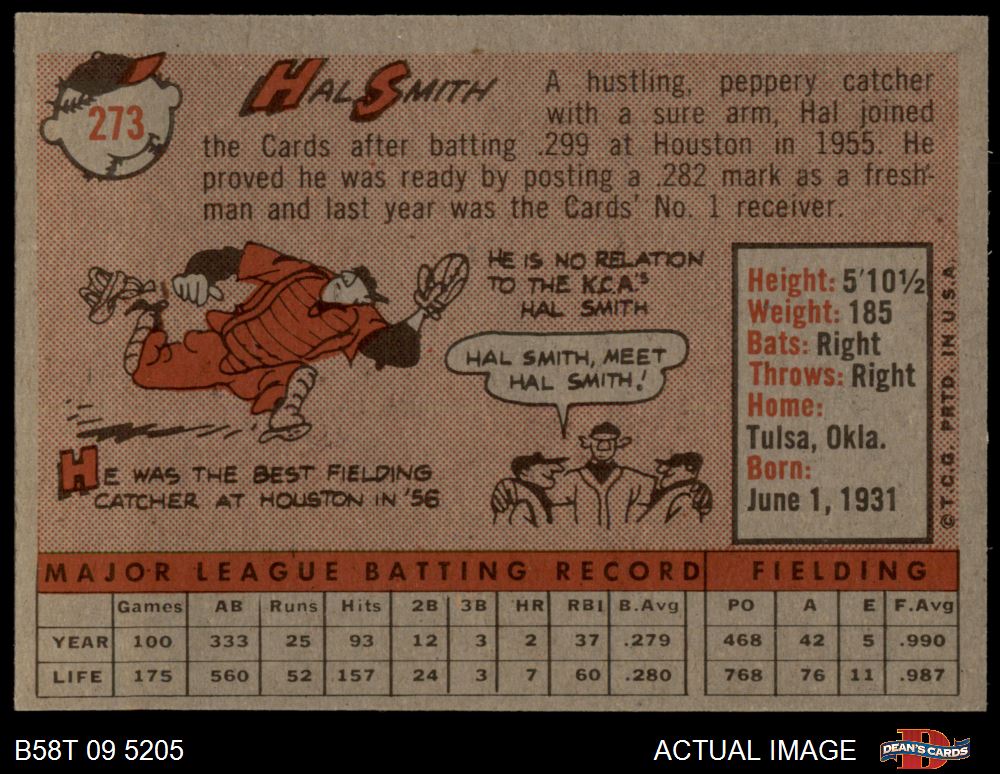 273
HAL SMITH
A hustling, peppery catcher
with a sure arm, Hal joined
the Cards after batting .299 at Houston in 1955. He
proved he was ready by posting a .282 mark as a fresh-
man and last year was the Cards' No. 1 receiver.
HE IS NO RELATION
TO THE K.C.A'S
HAL SMITH
HAL SMITH, MEET
HAL SMITH!
HE WAS THE BEST FIELDING
CATCHER AT HOUSTON IN '56
Height: 5'10½
Weight: 185
Bats: Right
Throws: Right
Home:
Tulsa, Okla.
Born:
June 1, 1931
© T.C.G. PRTD. IN U.S.A.
MAJOR LEAGUE BATTING RECORD FIELDING
Games AB Runs Hits 2B 3B HR RBI B.Avg PO A E F.Avg
YEAR 100 333 25 93 12 3 2 37 .279 468 42 5 .990
LIFE 175 560 52 157 24 3 7 60 .280 768 76 11 .987
B58T 09 5205 ACTUAL IMAGE DEAN'S CARDS